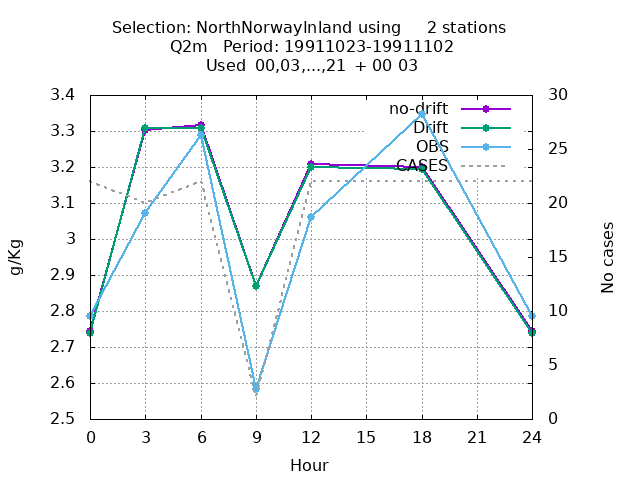 Selection: NorthNorwayInland using     2 stations
Q2m   Period: 19911023-19911102
Used  00,03,...,21  + 00 03
3.4
3.3
3.2
3.1
3
2.9
2.8
2.7
2.6
2.5
g/Kg
no-drift
Drift
OBS
CASES
30
25
20
15
10
5
0
No cases
0 3 6 9 12 15 18 21 24
Hour